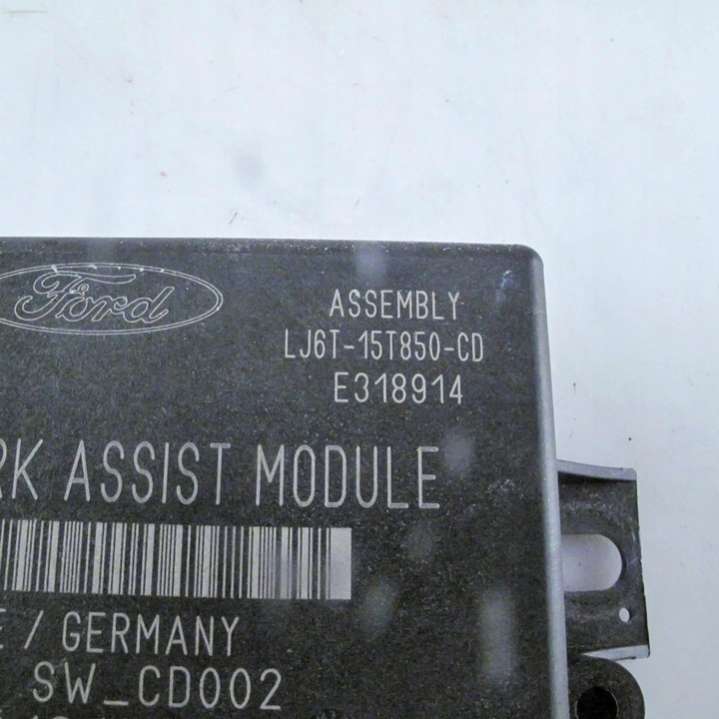 Ford
ASSEMBLY
LJ6T-15T850-CD
E318914
RK ASSIST MODULE
E / GERMANY
SW_CD002